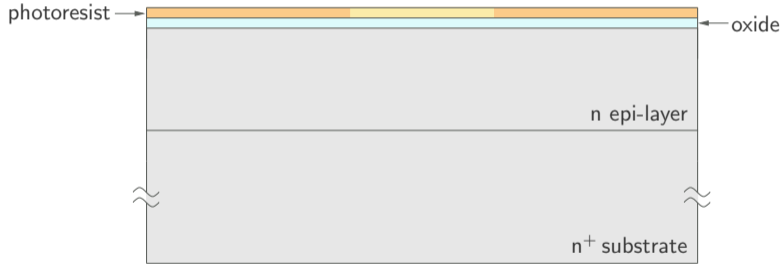 photoresist
oxide
n epi-layer
n⁺ substrate